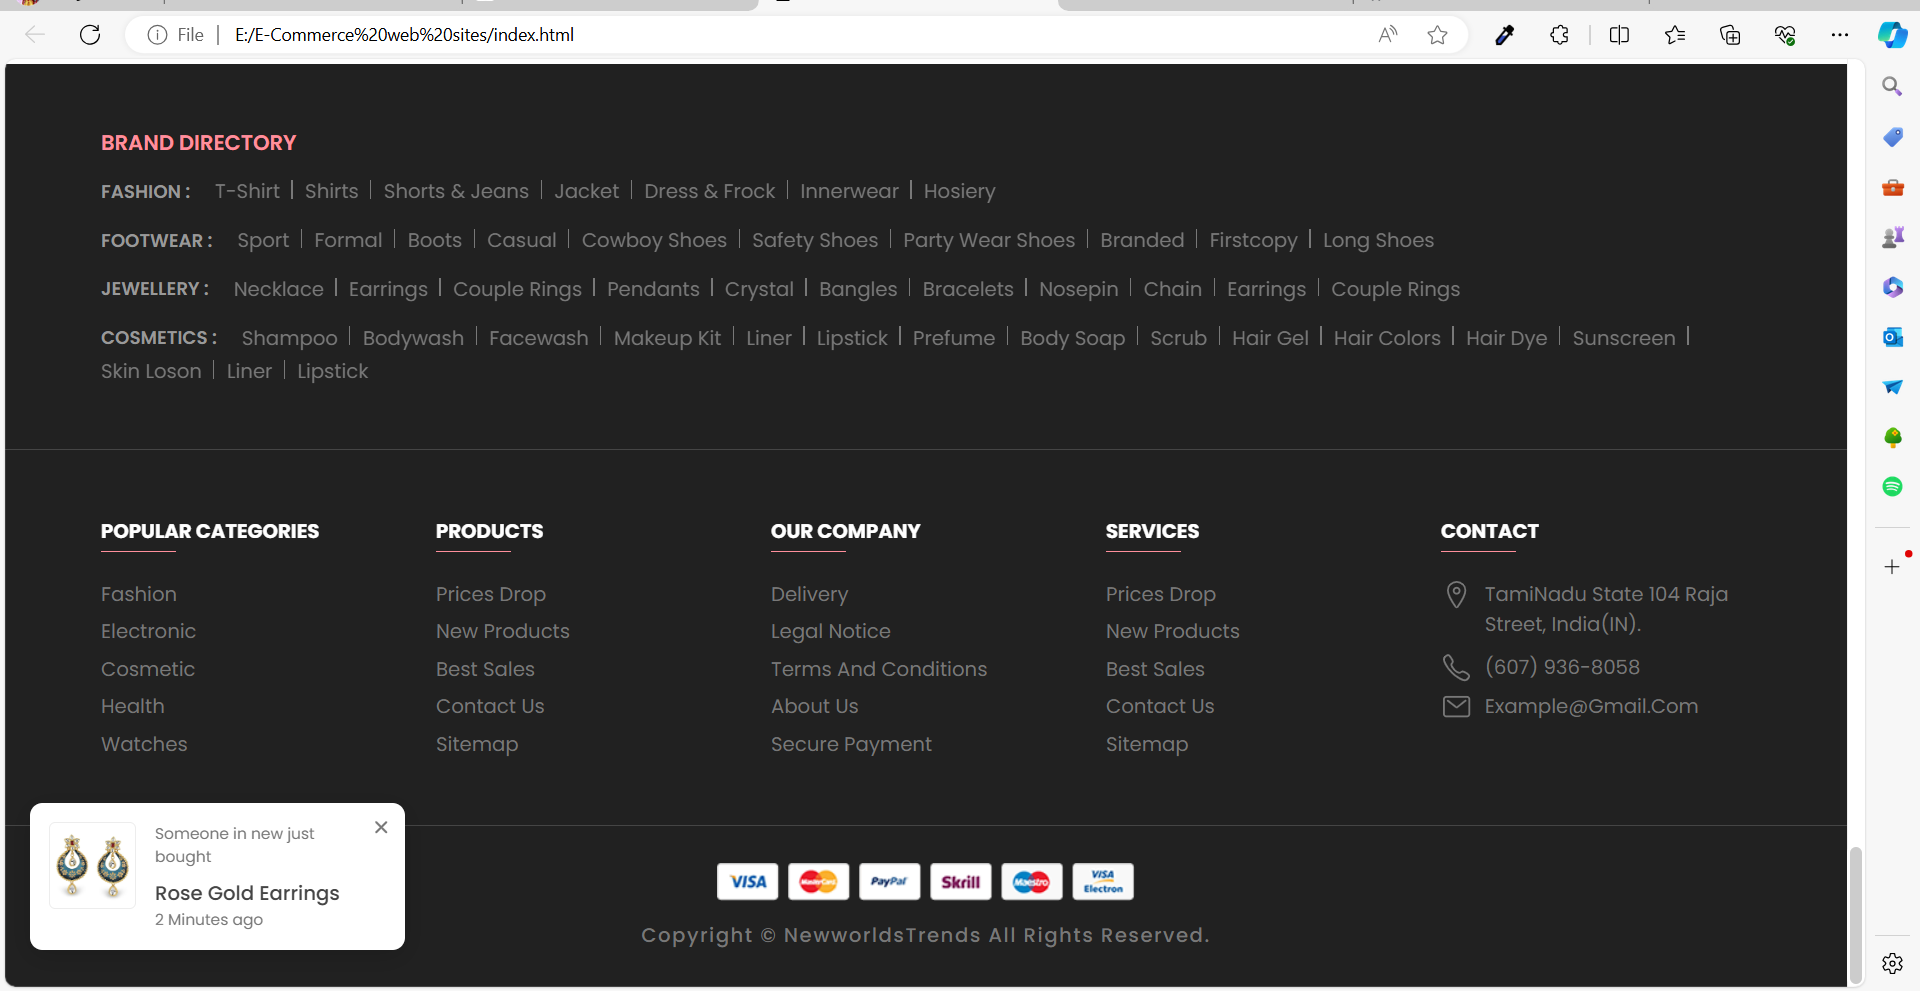 File
E:/E-Commerce%20web%20sites/index.html
BRAND DIRECTORY
FASHION : T-Shirt | Shirts | Shorts & Jeans | Jacket | Dress & Frock | Innerwear | Hosiery
FOOTWEAR : Sport | Formal | Boots | Casual | Cowboy Shoes | Safety Shoes | Party Wear Shoes | Branded | Firstcopy | Long Shoes
JEWELLERY : Necklace | Earrings | Couple Rings | Pendants | Crystal | Bangles | Bracelets | Nosepin | Chain | Earrings | Couple Rings
COSMETICS : Shampoo | Bodywash | Facewash | Makeup Kit | Liner | Lipstick | Prefume | Body Soap | Scrub | Hair Gel | Hair Colors | Hair Dye | Sunscreen |
Skin Loson | Liner | Lipstick
POPULAR CATEGORIES
Fashion
Electronic
Cosmetic
Health
Watches
PRODUCTS
Prices Drop
New Products
Best Sales
Contact Us
Sitemap
OUR COMPANY
Delivery
Legal Notice
Terms And Conditions
About Us
Secure Payment
SERVICES
Prices Drop
New Products
Best Sales
Contact Us
Sitemap
CONTACT
TamiNadu State 104 Raja
Street, India(IN).
(607) 936-8058
Example@Gmail.Com
Someone in new just
bought
Rose Gold Earrings
2 Minutes ago
VISA MasterCard PayPal Skrill Maestro VISA
Electron
Copyright © NewworldsTrends All Rights Reserved.